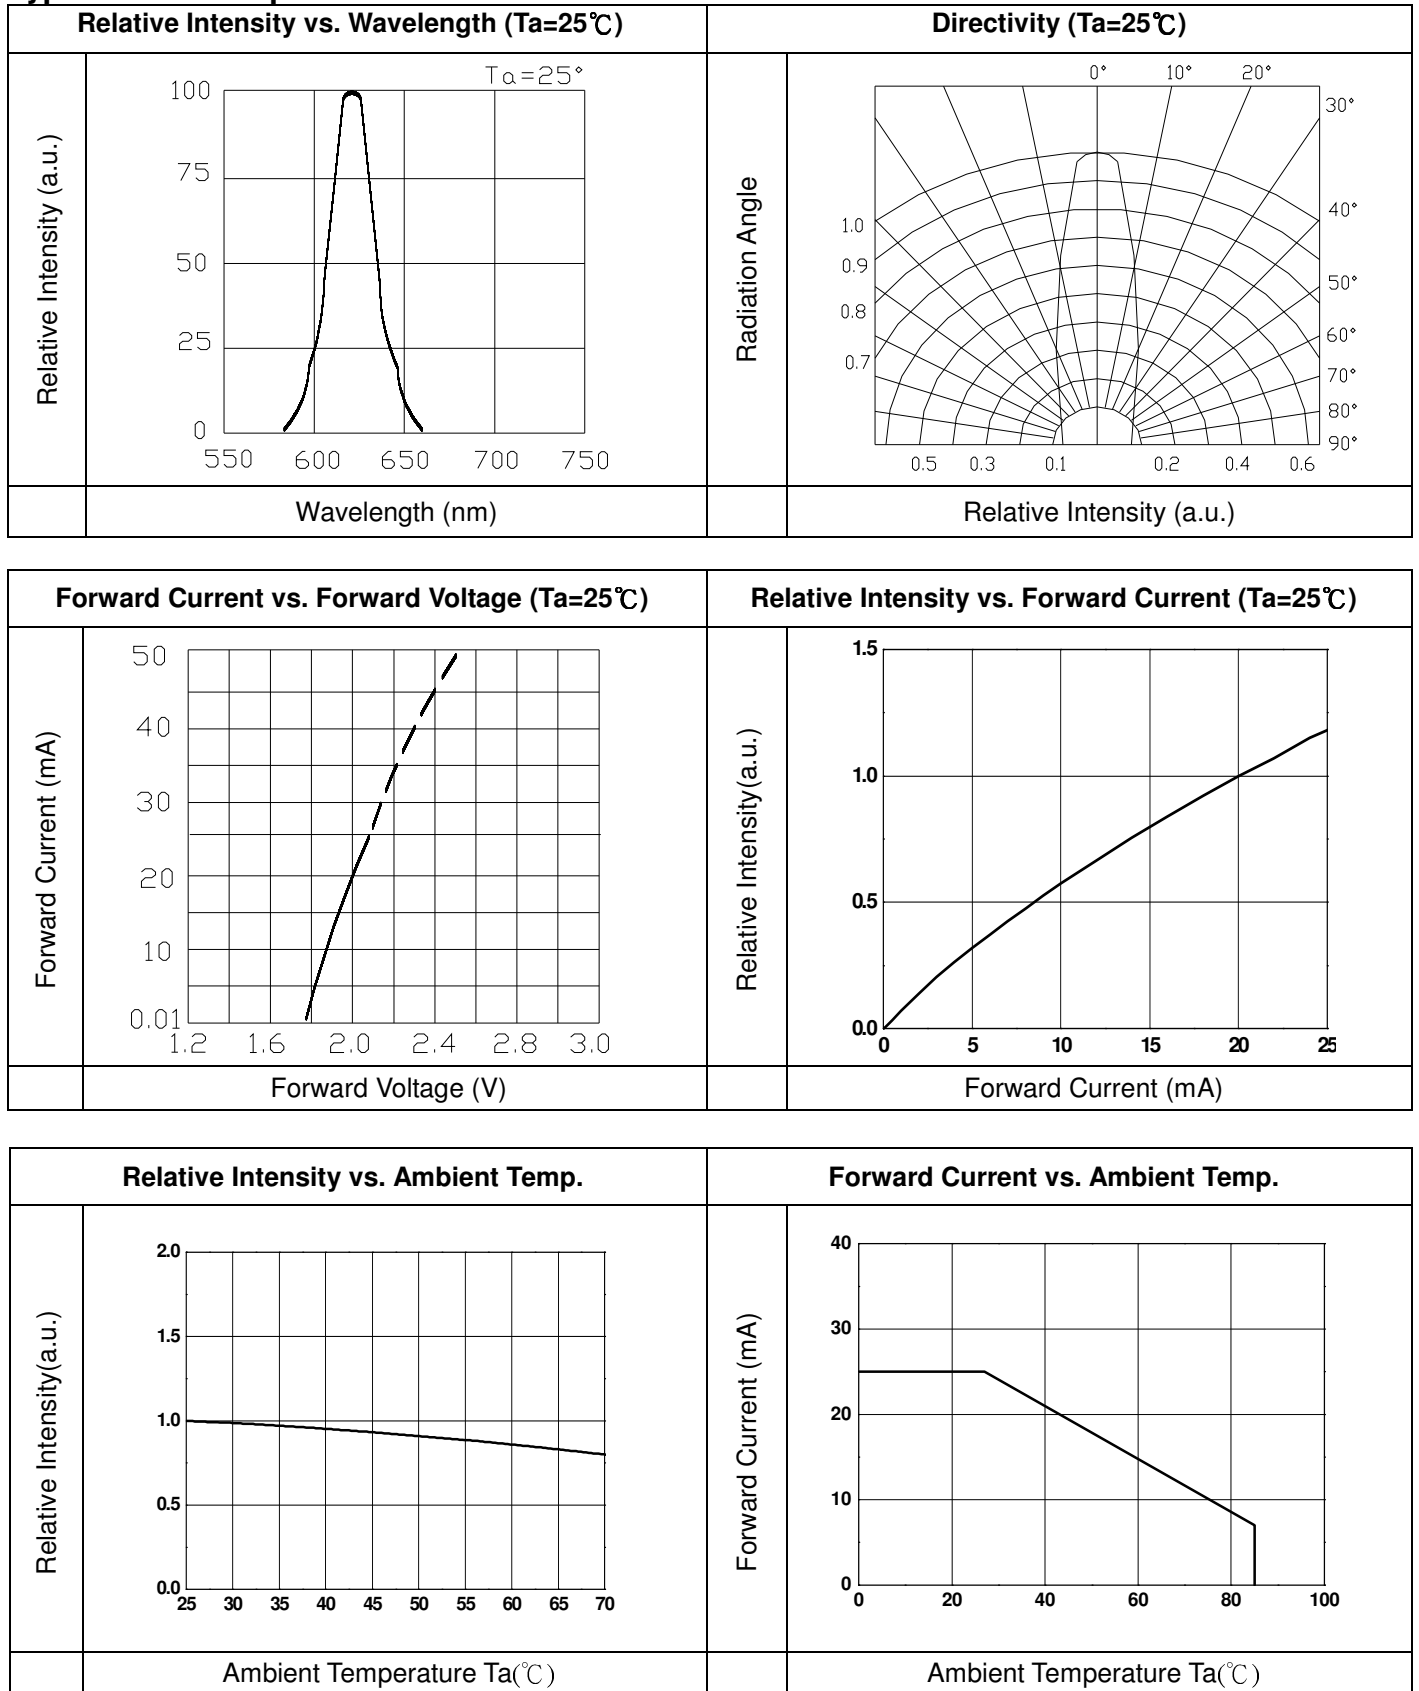 Relative Intensity vs. Wavelength (Ta=25℃)
Directivity (Ta=25℃)
Relative Intensity (a.u.)
Ta=25°
100
75
50
25
0
550 600 650 700 750
Wavelength (nm)
Radiation Angle
0° 10° 20°
30°
40°
50°
60°
70°
80°
90°
1.0
0.9
0.8
0.7
0.5 0.3 0.1 0.2 0.4 0.6
Relative Intensity (a.u.)
Forward Current vs. Forward Voltage (Ta=25℃)
Relative Intensity vs. Forward Current (Ta=25℃)
Forward Current (mA)
50
40
30
20
10
0.01
1.2 1.6 2.0 2.4 2.8 3.0
Forward Voltage (V)
Relative Intensity(a.u.)
1.5
1.0
0.5
0.0
0 5 10 15 20 25
Forward Current (mA)
Relative Intensity vs. Ambient Temp.
Forward Current vs. Ambient Temp.
Relative Intensity(a.u.)
2.0
1.5
1.0
0.5
0.0
25 30 35 40 45 50 55 60 65 70
Ambient Temperature Ta(℃)
Forward Current (mA)
40
30
20
10
0
0 20 40 60 80 100
Ambient Temperature Ta(℃)